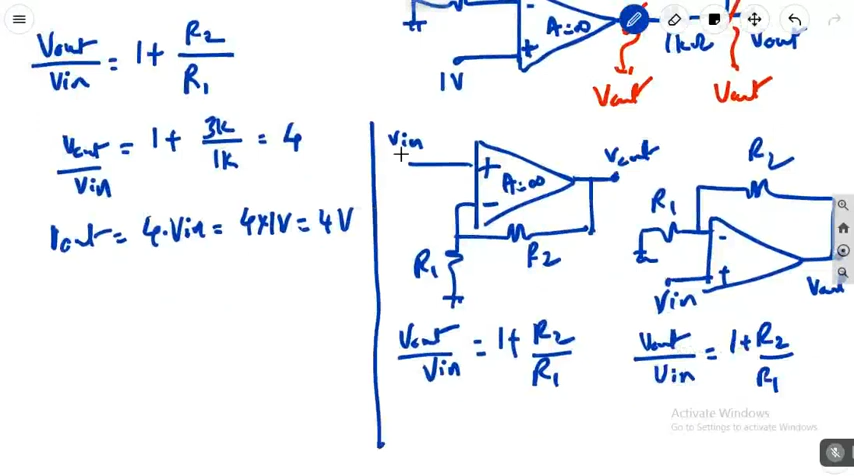 Vout/Vin = 1 + R2/R1
Vout/Vin = 1 + 3K/1K = 4
Vout = 4.Vin = 4x1V = 4V
A=∞
-
+
1V
1KΩ
Vout
Vout
Vout
Vin
+
-
A=∞
Vout
R1
R2
Vout/Vin = 1+ R2/R1
R2
R1
-
+
Vin
Vout
Vout/Vin = 1+R2/R1
Activate Windows
Go to Settings to activate Windows